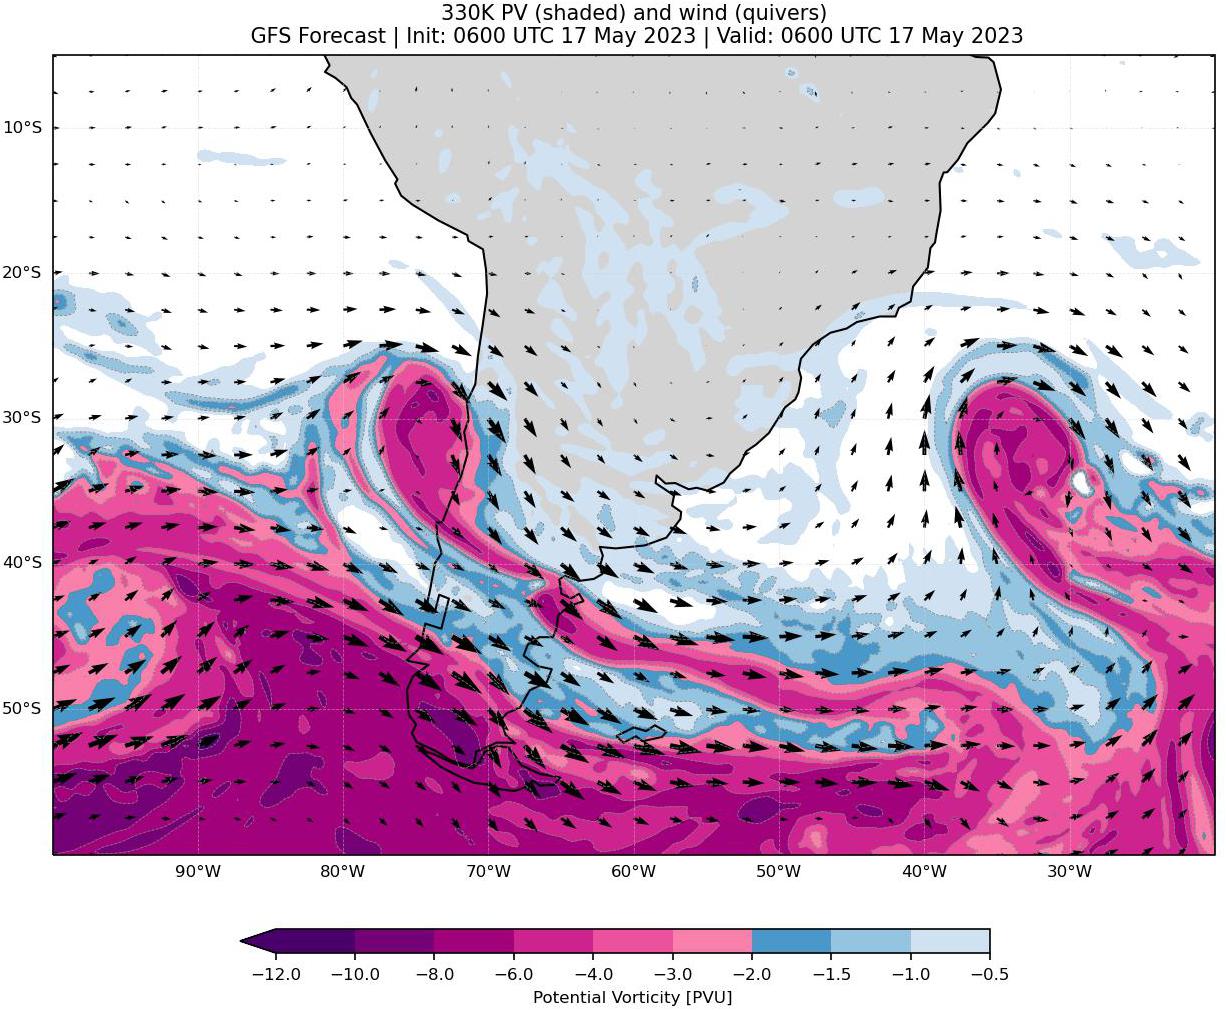 330K PV (shaded) and wind (quivers)
GFS Forecast | Init: 0600 UTC 17 May 2023 | Valid: 0600 UTC 17 May 2023
10°S
20°S
30°S
40°S
50°S
90°W 80°W 70°W 60°W 50°W 40°W 30°W
−12.0 −10.0 −8.0 −6.0 −4.0 −3.0 −2.0 −1.5 −1.0 −0.5
Potential Vorticity [PVU]